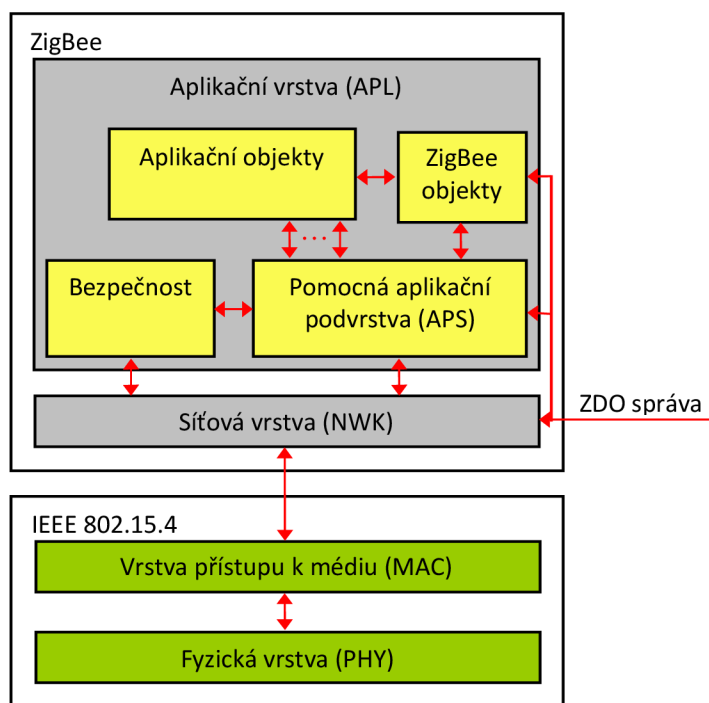 ZigBee
Aplikační vrstva (APL)
Aplikační objekty
ZigBee
objekty
...
Bezpečnost
Pomocná aplikační
podvrstva (APS)
ZDO správa
Síťová vrstva (NWK)
IEEE 802.15.4
Vrstva přístupu k médiu (MAC)
Fyzická vrstva (PHY)